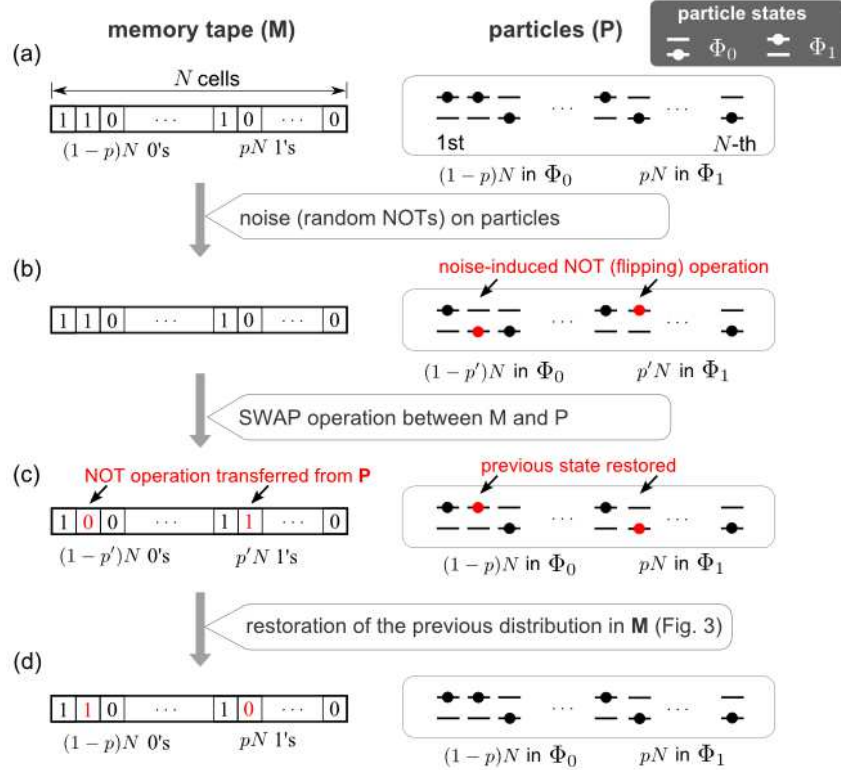 memory tape (M)
particles (P)
particle states
Φ₀
Φ₁
(a)
N cells
1 1 0 ··· 1 0 ··· 0
(1 − p)N 0's
pN 1's
··· ···
1st
N-th
(1 − p)N in Φ₀
pN in Φ₁
noise (random NOTs) on particles
(b)
noise-induced NOT (flipping) operation
1 1 0 ··· 1 0 ··· 0
··· ···
(1 − p′)N in Φ₀
p′N in Φ₁
SWAP operation between M and P
(c)
NOT operation transferred from P
previous state restored
1 0 0 ··· 1 1 ··· 0
··· ···
(1 − p′)N 0's
p′N 1's
(1 − p)N in Φ₀
pN in Φ₁
restoration of the previous distribution in M (Fig. 3)
(d)
1 1 0 ··· 1 0 ··· 0
··· ···
(1 − p)N 0's
pN 1's
(1 − p)N in Φ₀
pN in Φ₁